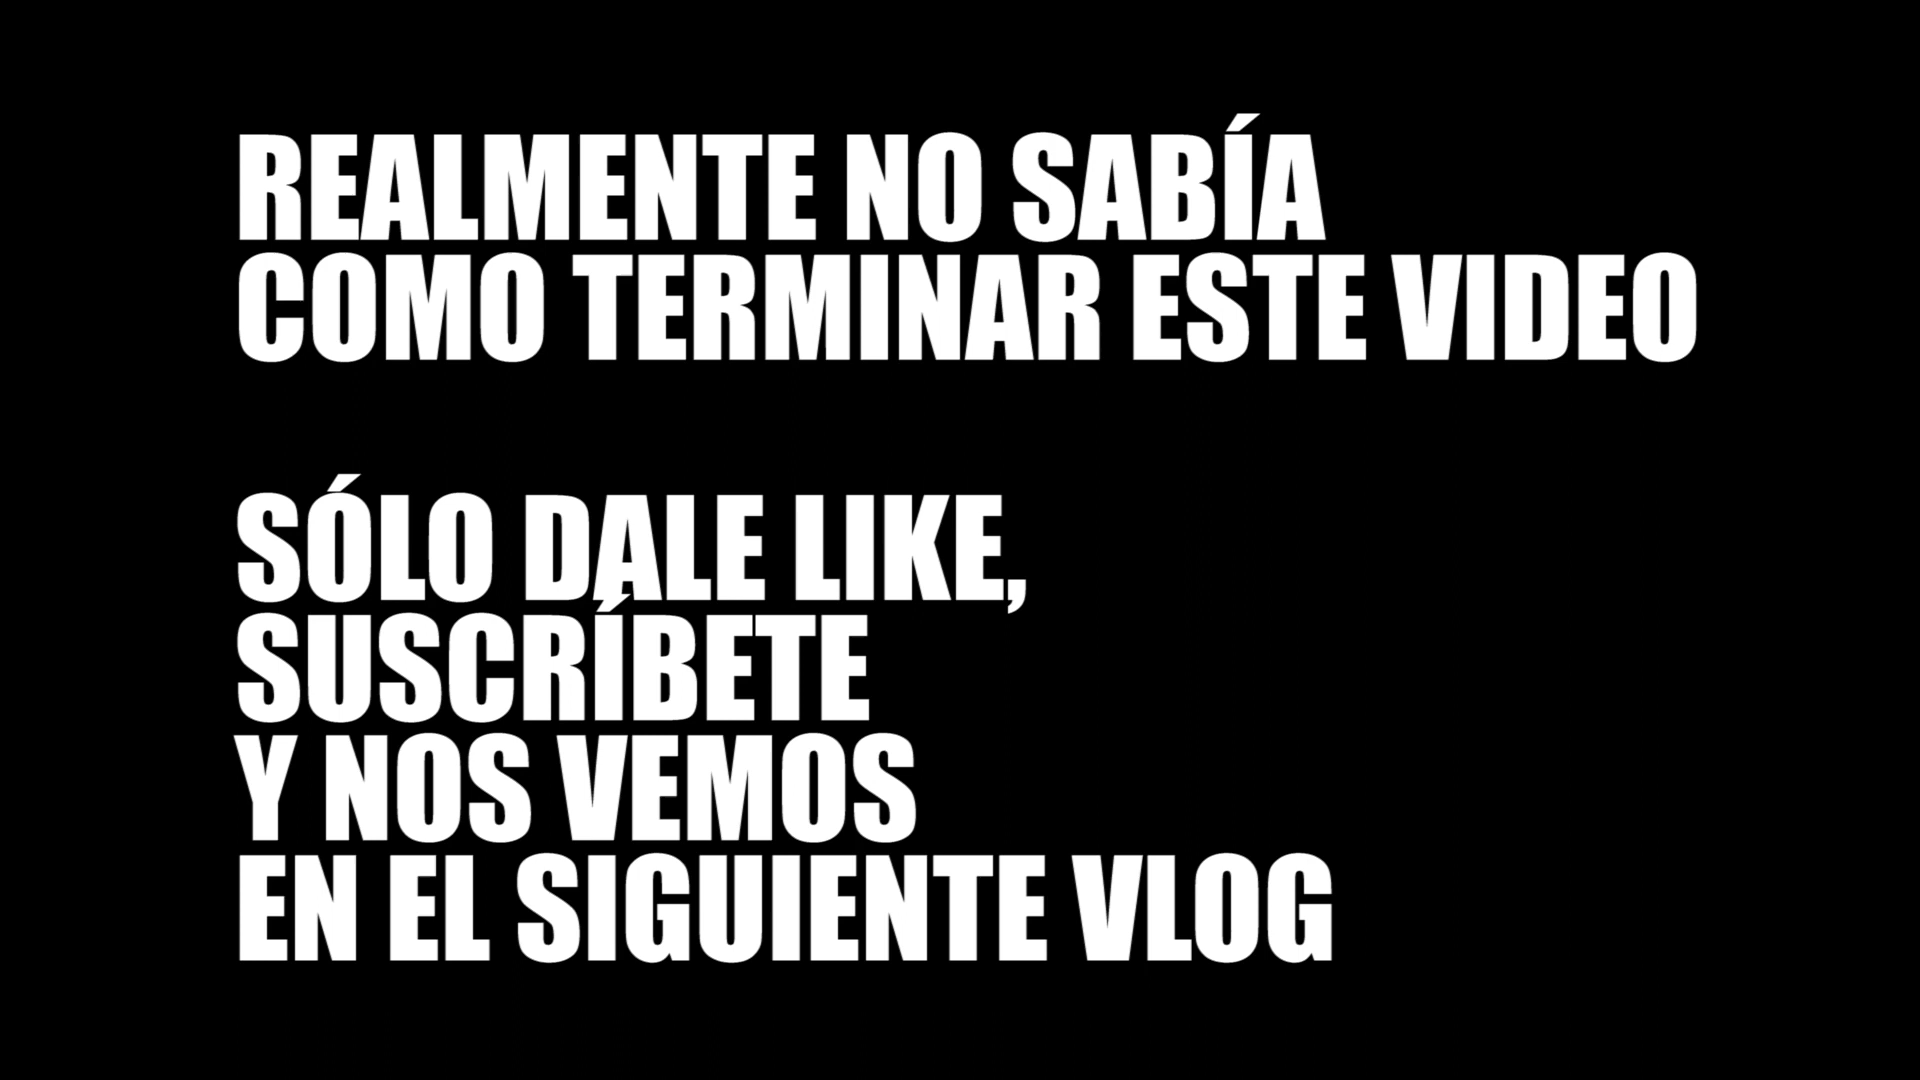 REALMENTE NO SABÍA
COMO TERMINAR ESTE VIDEO
SÓLO DALE LIKE,
SUSCRÍBETE
Y NOS VEMOS
EN EL SIGUIENTE VLOG